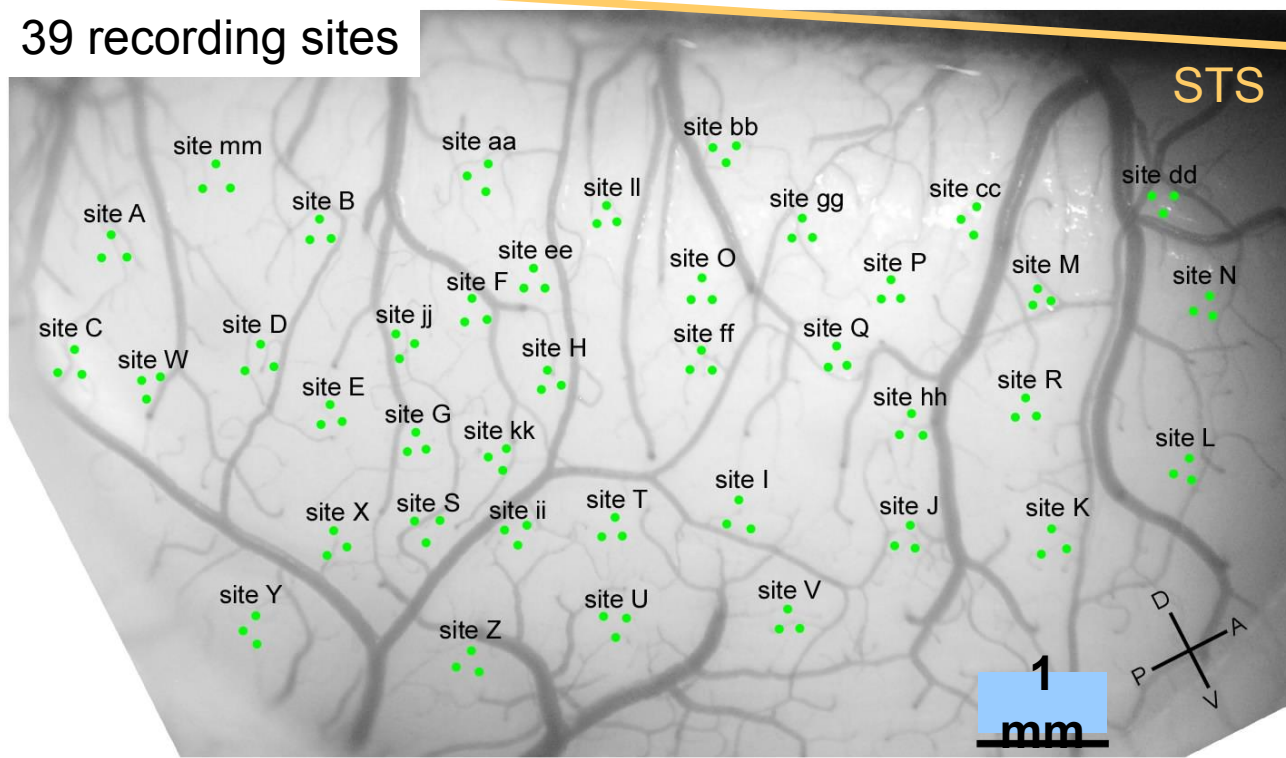 39 recording sites
STS
site bb
site mm
site aa
site dd
site ll
site cc
site gg
site B
site A
site ee
site O
site P
site M
site N
site F
site jj
site D
site C
site ff
site Q
site H
site W
site R
site E
site hh
site G
site kk
site L
site I
site T
site S
site ii
site X
site J
site K
site Y
site U
site V
site Z
D
A
P
V
1
mm